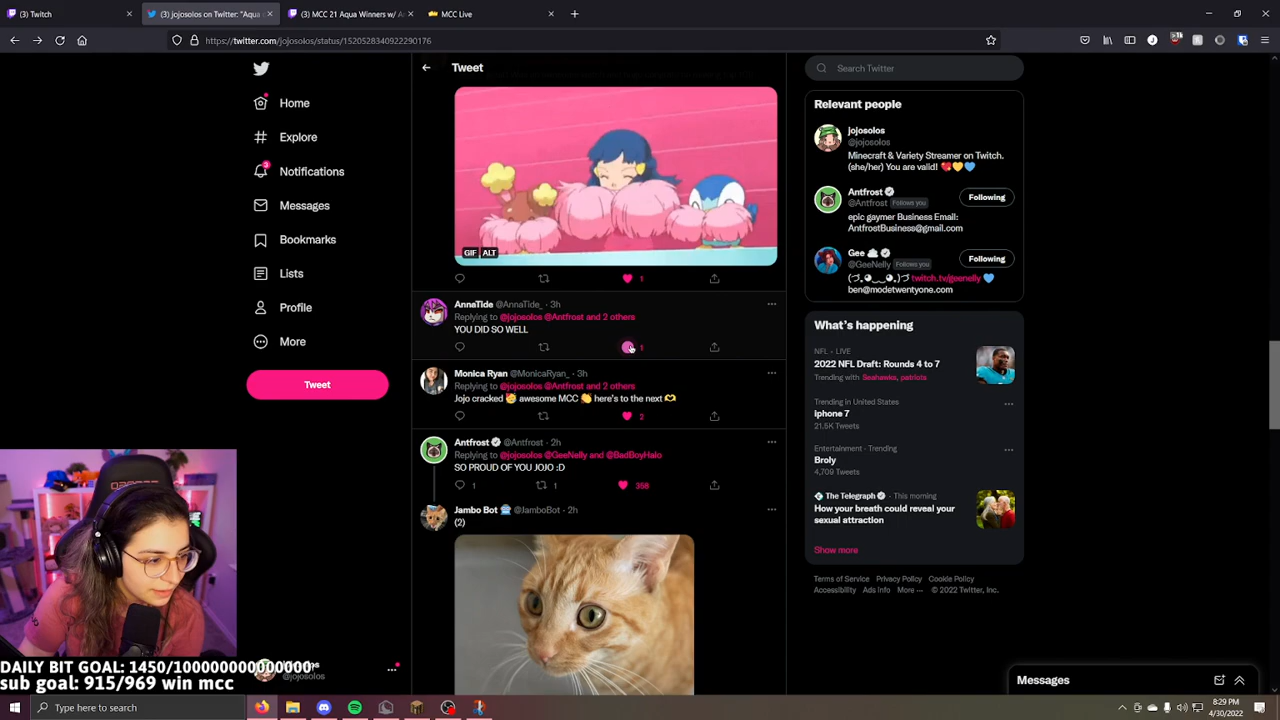 (3) Twitch
(3) jojosolos on Twitter: "Aqua
MCC 21 Aqua Winners w/ A
MCC Live
https://twitter.com/jojosolos/status/1520528340922290176
Home
Explore
3
Notifications
Messages
Bookmarks
Lists
Profile
More
Tweet
Tweet
GIF ALT
1
AnnaTide @AnnaTide_ · 3h
Replying to @jojosolos @Antfrost and 2 others
YOU DID SO WELL
1
Monica Ryan @MonicaRyan_ · 3h
Replying to @jojosolos @Antfrost and 2 others
Jojo cracked 🥰 awesome MCC 👏 here's to the next 🫶
2
Antfrost @Antfrost · 2h
Replying to @jojosolos @GeeNelly and @BadBoyHalo
SO PROUD OF YOU JOJO :D
1 1 358
Jambo Bot @JamboBot · 2h
(2)
Search Twitter
Relevant people
jojosolos
@jojosolos
Minecraft & Variety Streamer on Twitch.
(she/her) You are valid! 💖💛💙
Antfrost
@Antfrost Follows you
Following
epic gaymer Business Email:
AntfrostBusiness@gmail.com
Gee
@GeeNelly Follows you
Following
twitch.tv/geenelly 💙
ben@modetwentyone.com
What's happening
NFL · LIVE
2022 NFL Draft: Rounds 4 to 7
Trending with Seahawks, patriots
Trending in United States
iphone 7
21.5K Tweets
Entertainment · Trending
Broly
4,709 Tweets
The Telegraph · This morning
How your breath could reveal your
sexual attraction
Show more
Terms of Service Privacy Policy Cookie Policy
Accessibility Ads info More ··· © 2022 Twitter, Inc.
Messages
DAILY BIT GOAL: 1450/10000000000000
@jojosolos
sub goal: 915/969 win mcc
Type here to search
8:29 PM
4/30/2022